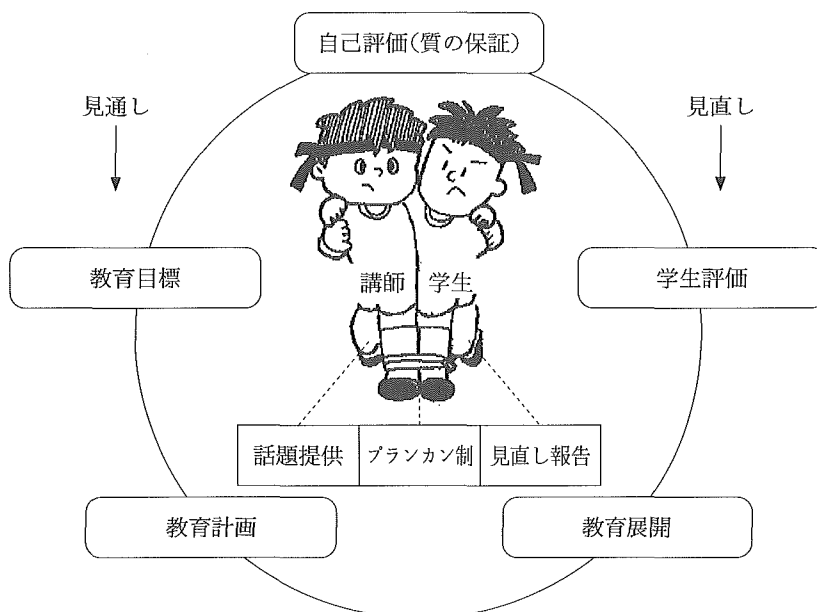 自己評価(質の保証)
見通し
見直し
教育目標
講師
学生
学生評価
話題提供
プランカン制
見直し報告
教育計画
教育展開